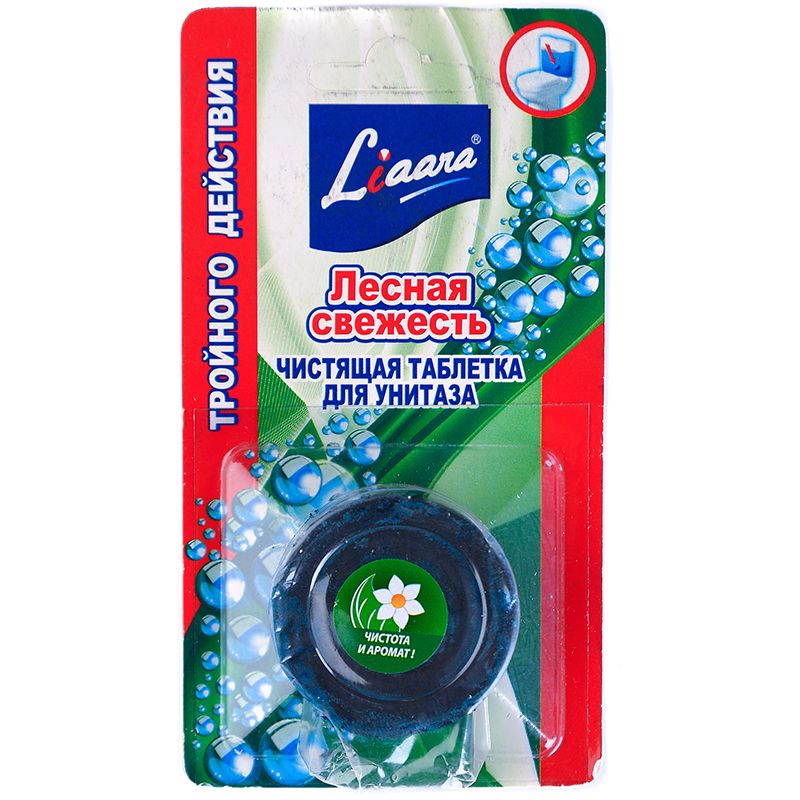 ТРОЙНОГО ДЕЙСТВИЯ
Liaara®
Лесная
свежесть
ЧИСТЯЩАЯ ТАБЛЕТКА
ДЛЯ УНИТАЗА
ЧИСТОТА
И АРОМАТ!